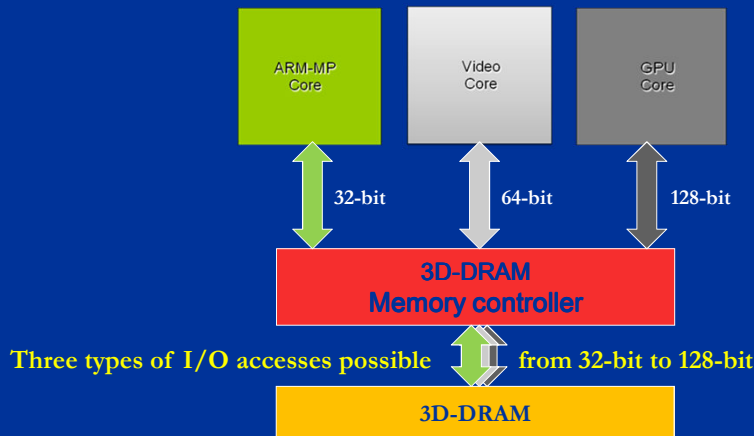 ARM-MP
Core
Video
Core
GPU
Core
32-bit
64-bit
128-bit
3D-DRAM
Memory controller
Three types of I/O accesses possible
from 32-bit to 128-bit
3D-DRAM